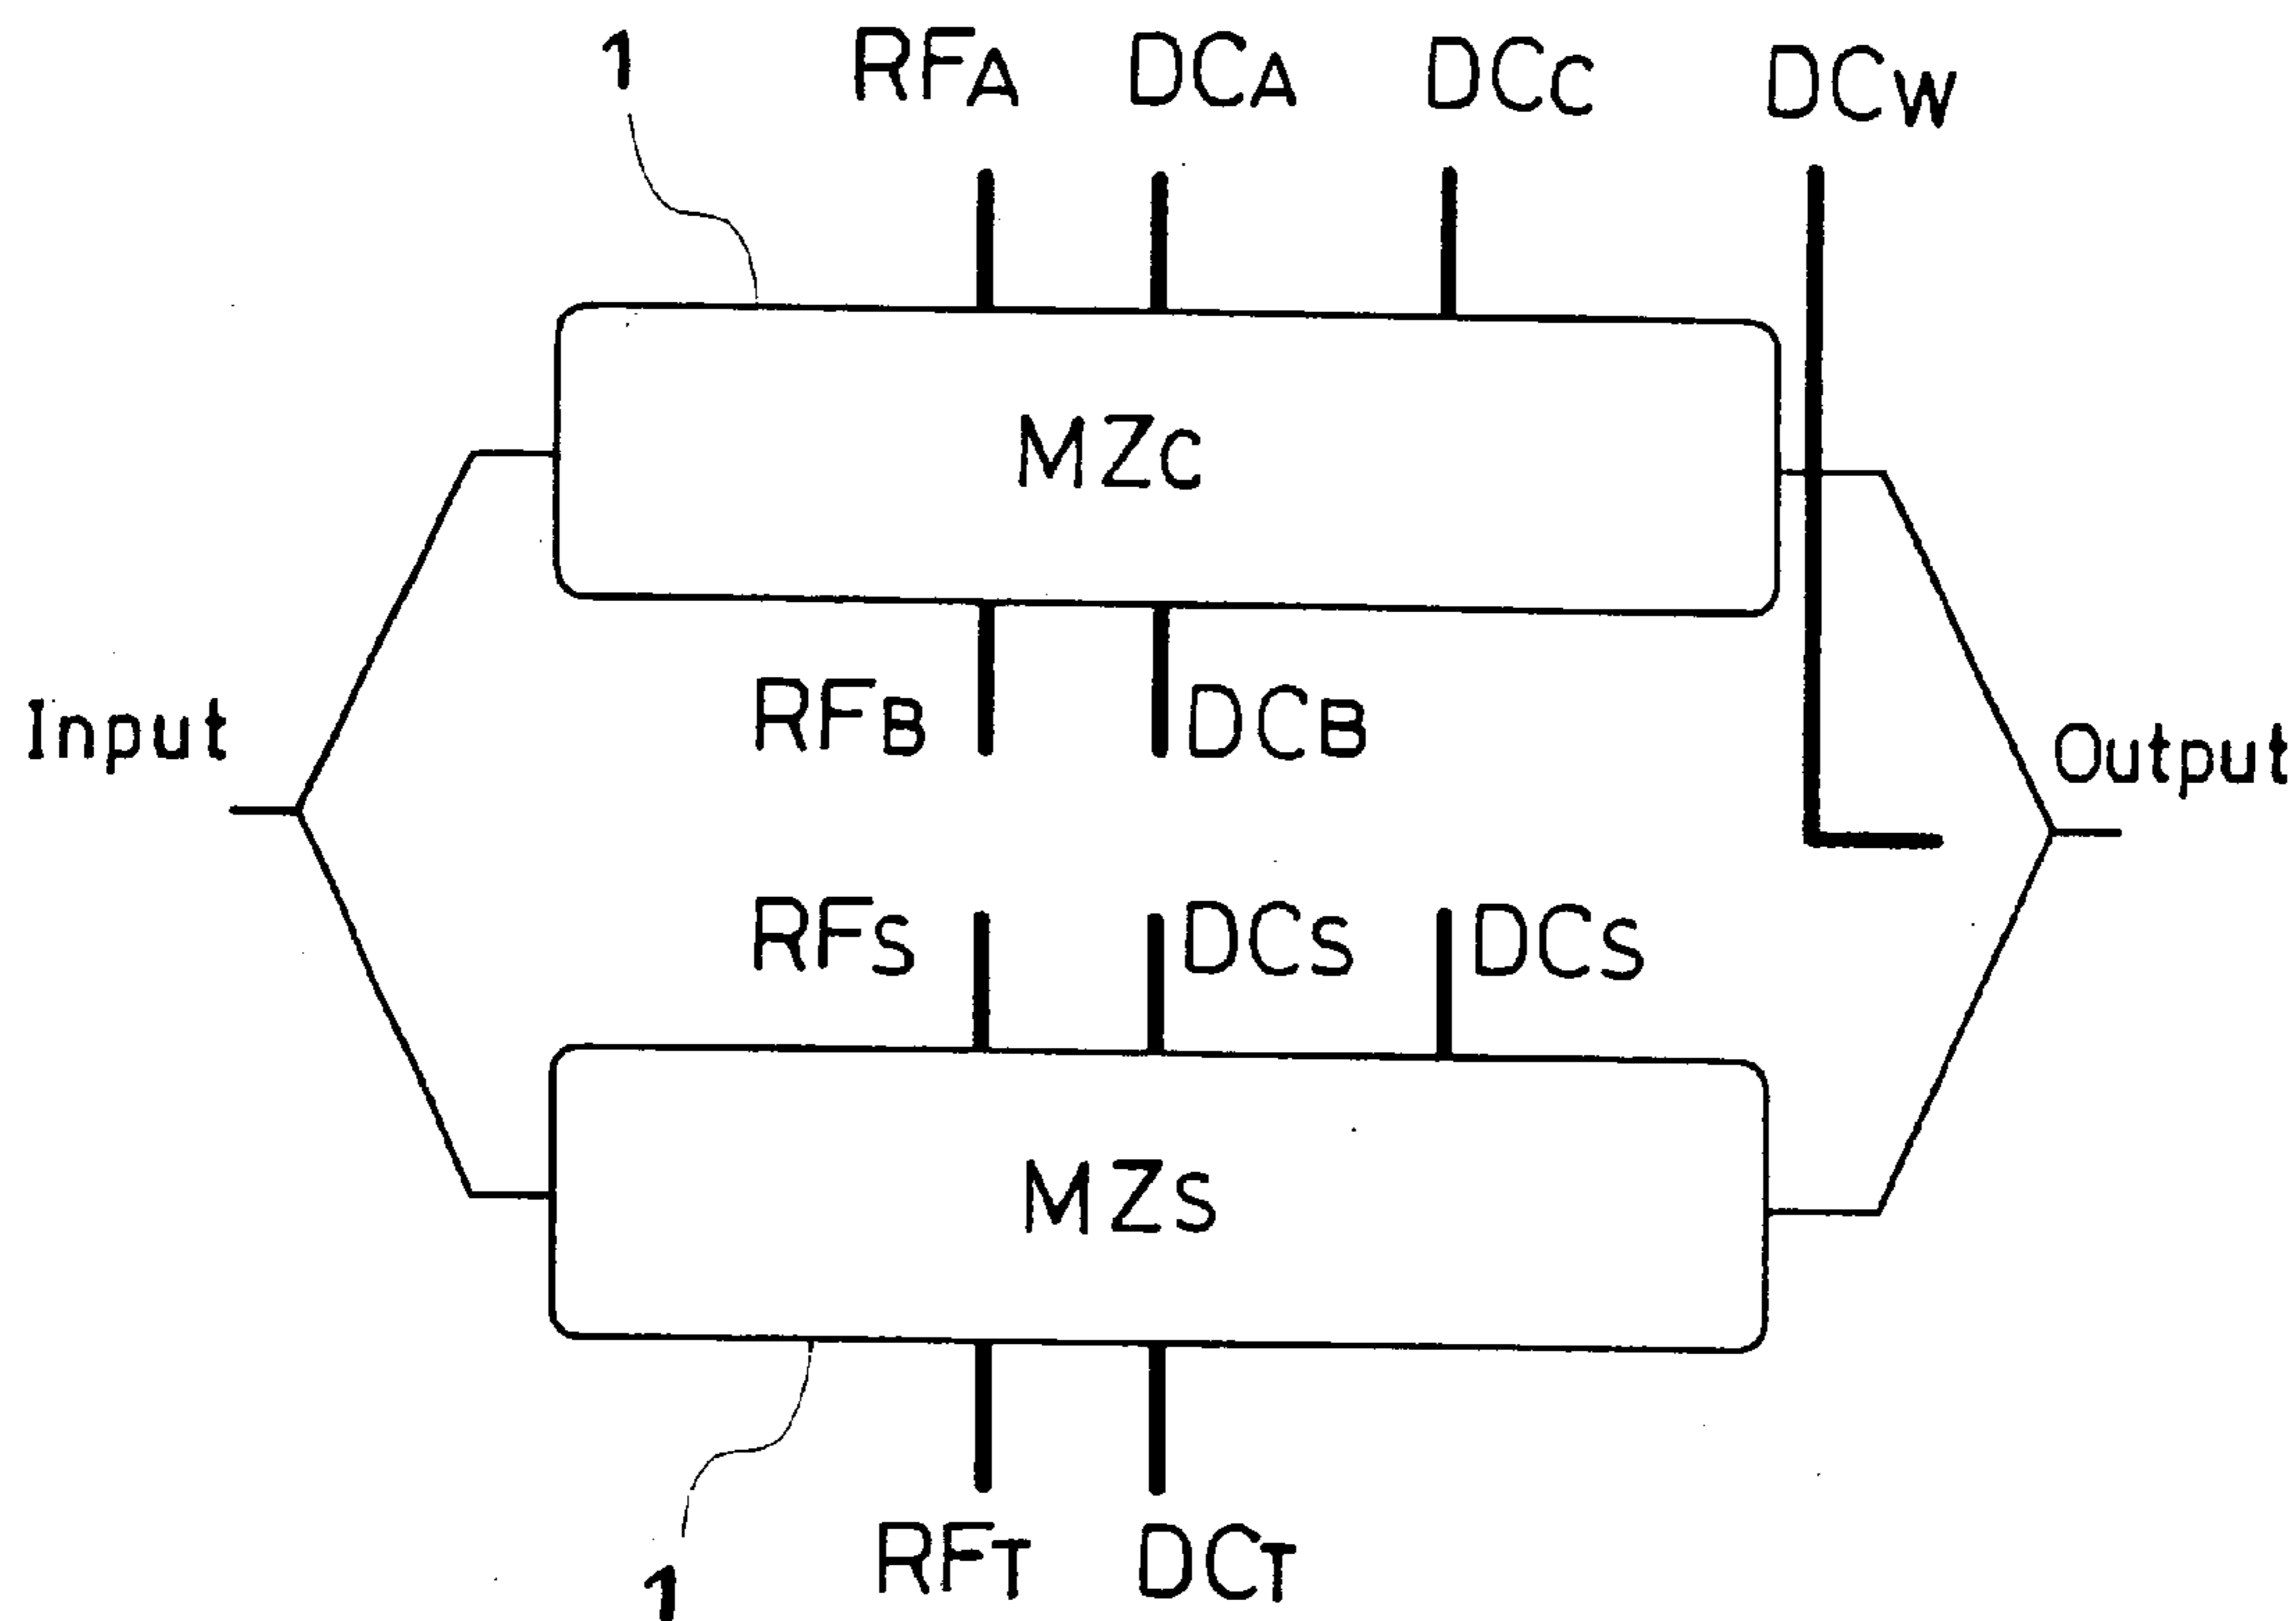 1 RFA DCA DCC DCW
MZC
RFB DCB
Input
Output
RFS DCS DCS
MZS
RFT DCT
1